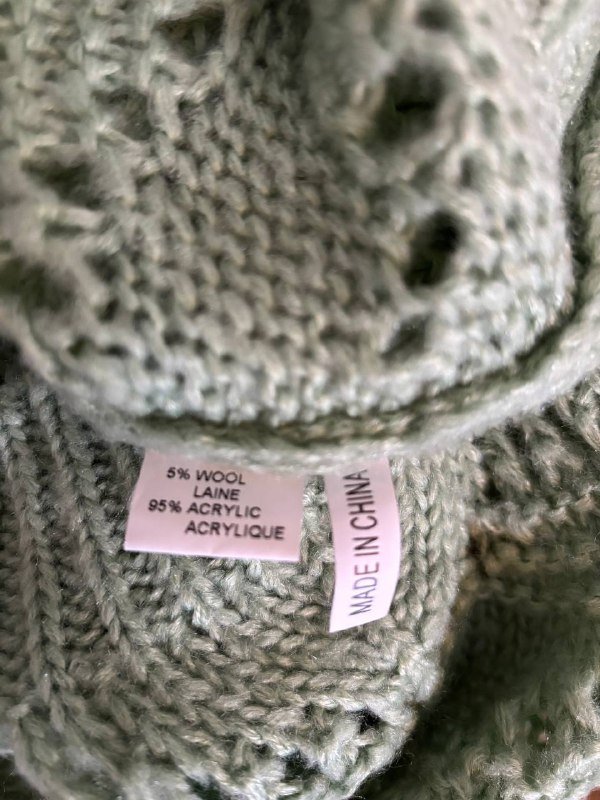 5% WOOL
LAINE
95% ACRYLIC
ACRYLIQUE
MADE IN CHINA